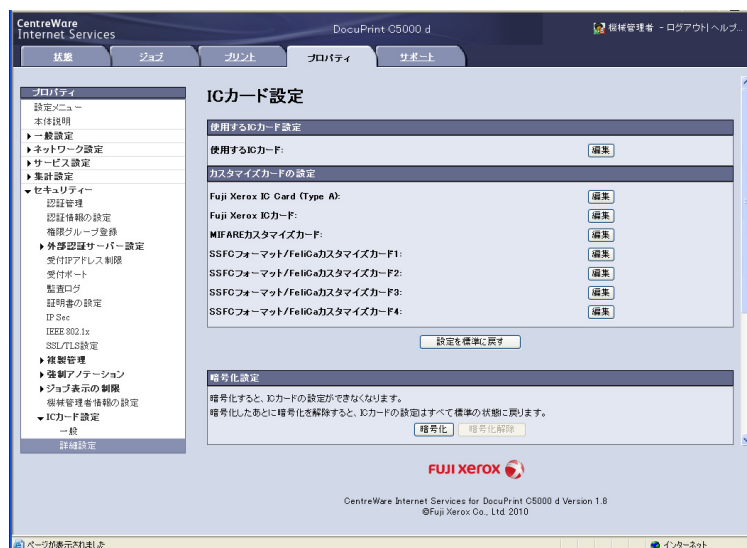 CentreWare
Internet Services
DocuPrint C5000 d
機械管理者 - ログアウト| ヘルプ...
状態
ジョブ
プリント
プロパティ
サポート
プロパティ
設定メニュー
本体説明
一般設定
ネットワーク設定
サービス設定
集計設定
セキュリティー
認証管理
認証情報の設定
権限グループ登録
外部認証サーバー設定
受付IPアドレス制限
受付ポート
監査ログ
証明書の設定
IP Sec
IEEE 802.1x
SSL/TLS設定
複製管理
強制アノテーション
ジョブ表示の制限
機械管理者情報の設定
ICカード設定
一般
詳細設定
ICカード設定
使用するICカード設定
使用するICカード: 編集
カスタマイズカードの設定
Fuji Xerox IC Card (Type A): 編集
Fuji Xerox ICカード: 編集
MIFAREカスタマイズカード: 編集
SSFCフォーマット/FeliCaカスタマイズカード1: 編集
SSFCフォーマット/FeliCaカスタマイズカード2: 編集
SSFCフォーマット/FeliCaカスタマイズカード3: 編集
SSFCフォーマット/FeliCaカスタマイズカード4: 編集
設定を標準に戻す
暗号化設定
暗号化すると、ICカードの設定ができなくなります。
暗号化したあとに暗号化を解除すると、ICカードの設定はすべて標準の状態に戻ります。
暗号化 暗号化解除
FUJI xerox
CentreWare Internet Services for DocuPrint C5000 d Version 1.8
©Fuji Xerox Co., Ltd. 2010
ページが表示されました
インターネット